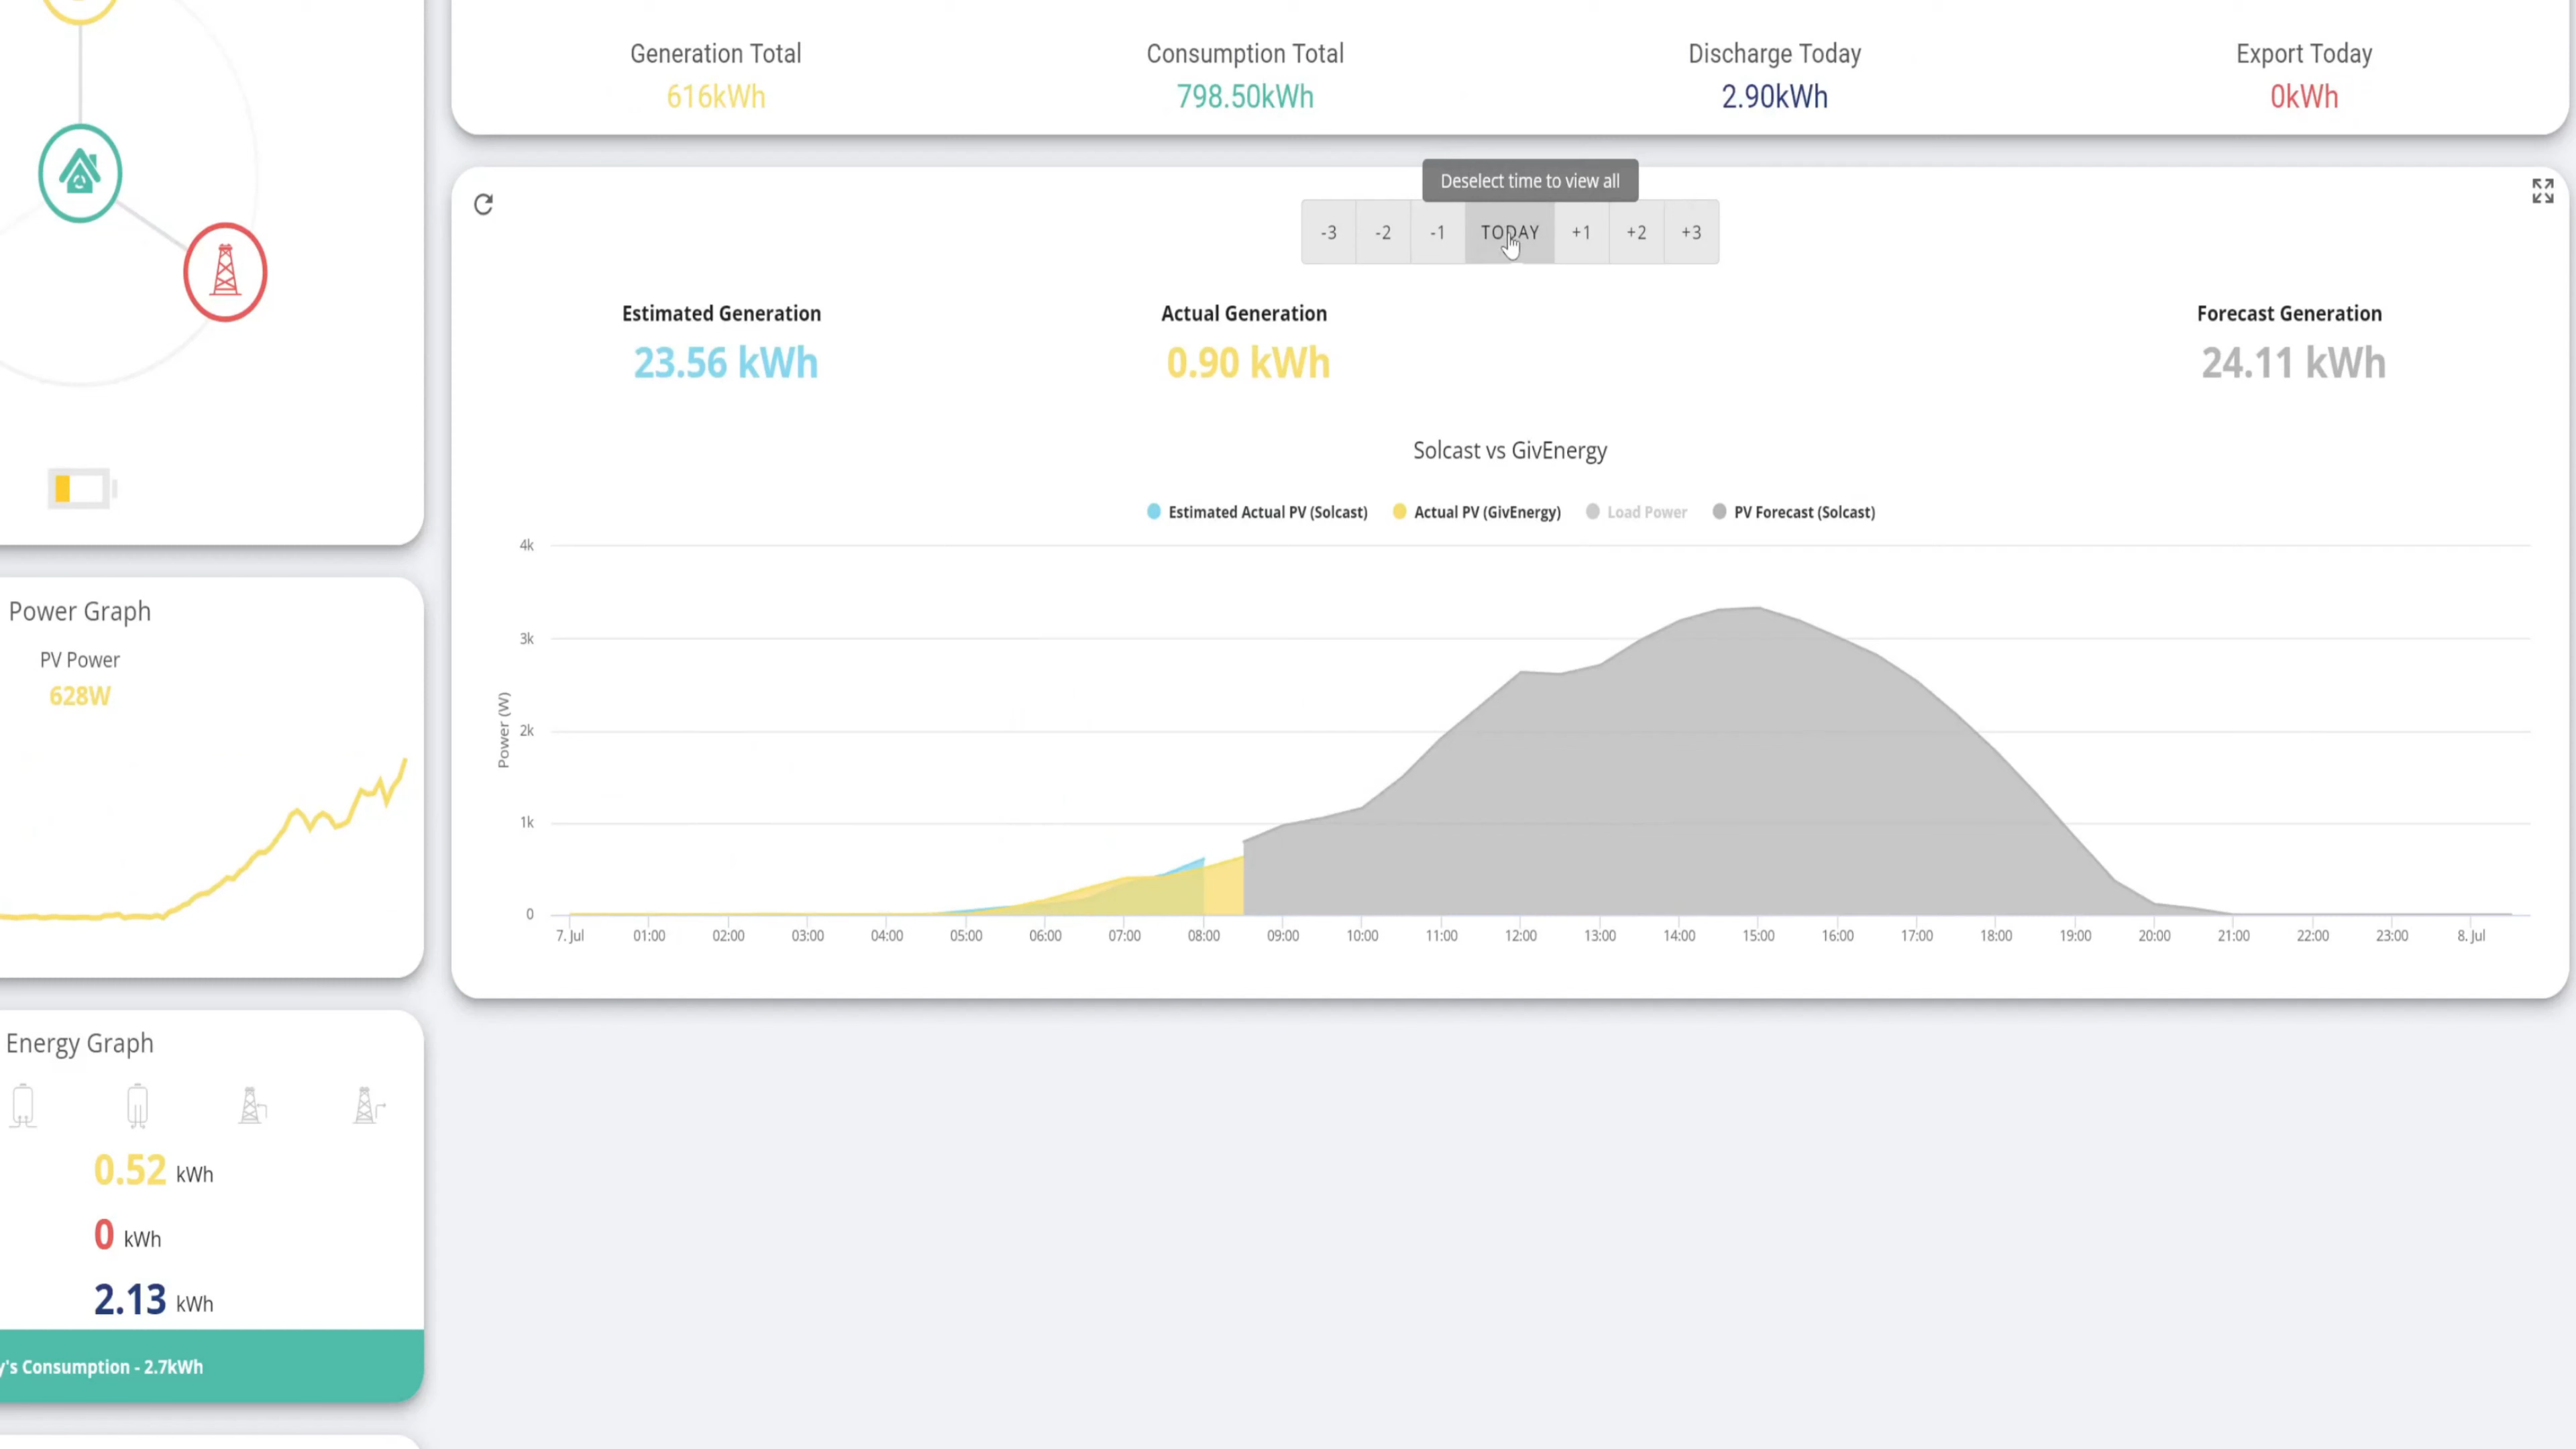 Generation Total
616kWh
Consumption Total
798.50kWh
Discharge Today
2.90kWh
Export Today
0kWh
Deselect time to view all
-3 -2 -1 TODAY +1 +2 +3
Estimated Generation
23.56 kWh
Actual Generation
0.90 kWh
Forecast Generation
24.11 kWh
Solcast vs GivEnergy
Estimated Actual PV (Solcast) Actual PV (GivEnergy) Load Power PV Forecast (Solcast)
Power (W)
4k
3k
2k
1k
0
7. Jul 01:00 02:00 03:00 04:00 05:00 06:00 07:00 08:00 09:00 10:00 11:00 12:00 13:00 14:00 15:00 16:00 17:00 18:00 19:00 20:00 21:00 22:00 23:00 8. Jul
Power Graph
PV Power
628W
Energy Graph
0.52 kWh
0 kWh
2.13 kWh
y's Consumption - 2.7kWh